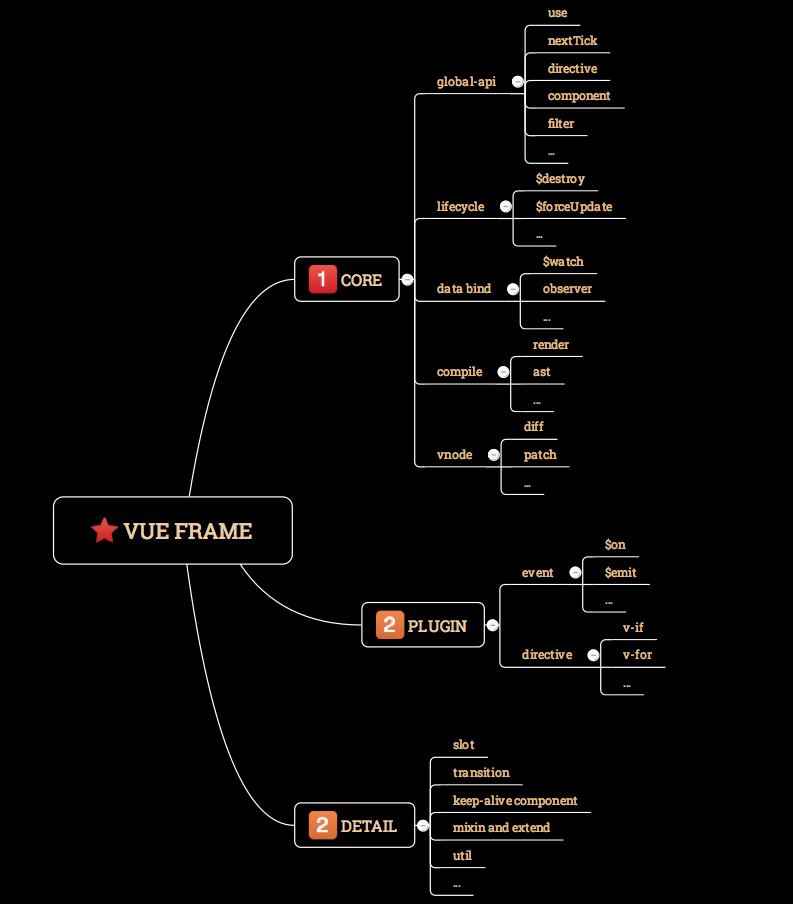 VUE FRAME
1 CORE
global-api
use
nextTick
directive
component
filter
...
lifecycle
$destroy
$forceUpdate
...
data bind
$watch
observer
...
compile
render
ast
...
vnode
diff
patch
...
2 PLUGIN
event
$on
$emit
...
directive
v-if
v-for
...
2 DETAIL
slot
transition
keep-alive component
mixin and extend
util
...